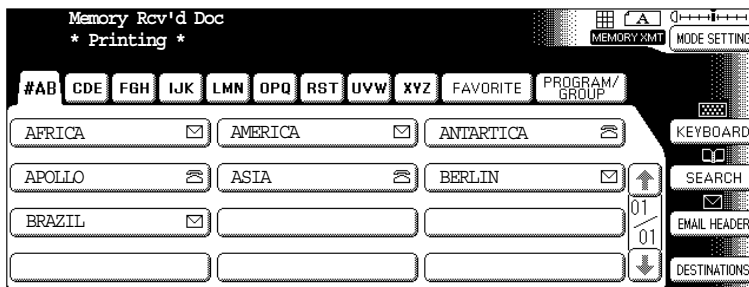 Memory Rcv'd Doc
* Printing *
A
MEMORY XMT
MODE SETTING
#AB CDE FGH IJK LMN OPQ RST UVW XYZ FAVORITE PROGRAM/
GROUP
KEYBOARD
AFRICA AMERICA ANTARTICA
SEARCH
APOLLO ASIA BERLIN
EMAIL HEADER
BRAZIL
01
/
01
DESTINATIONS